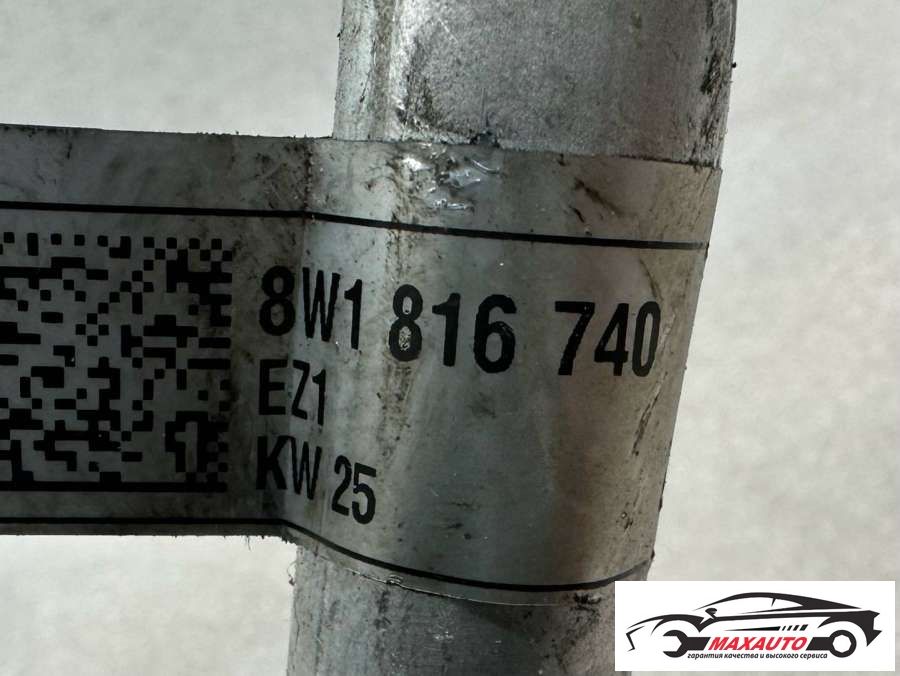 8W1 816 740
EZ1
KW 25
MAXAUTO
гарантия качества и высокого сервиса